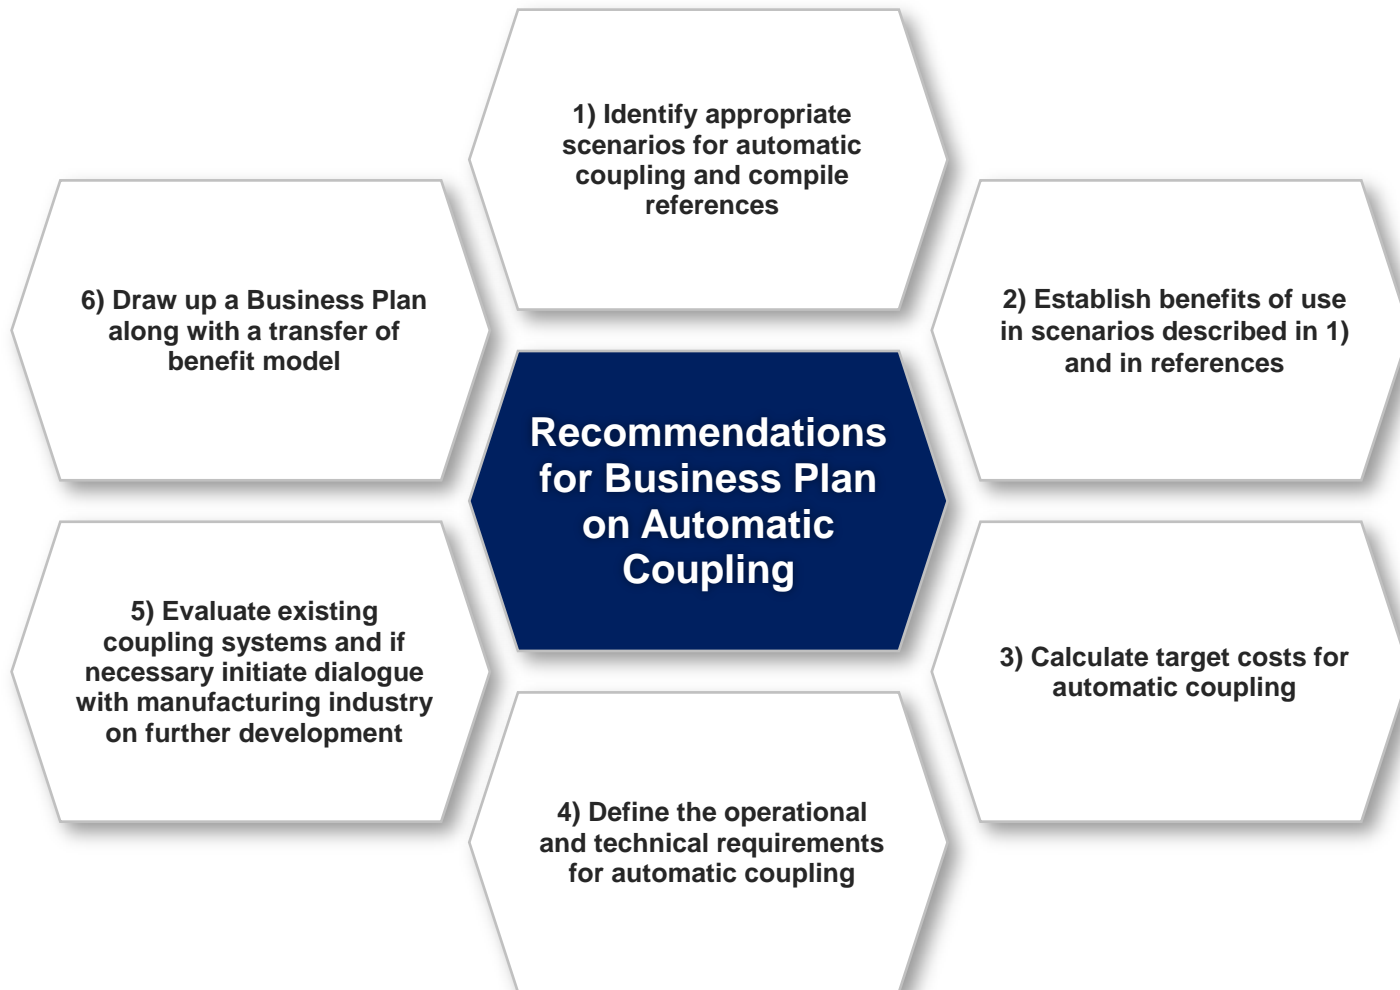 1) Identify appropriate
scenarios for automatic
coupling and compile
references
2) Establish benefits of use
in scenarios described in 1)
and in references
3) Calculate target costs for
automatic coupling
4) Define the operational
and technical requirements
for automatic coupling
5) Evaluate existing
coupling systems and if
necessary initiate dialogue
with manufacturing industry
on further development
6) Draw up a Business Plan
along with a transfer of
benefit model
Recommendations
for Business Plan
on Automatic
Coupling